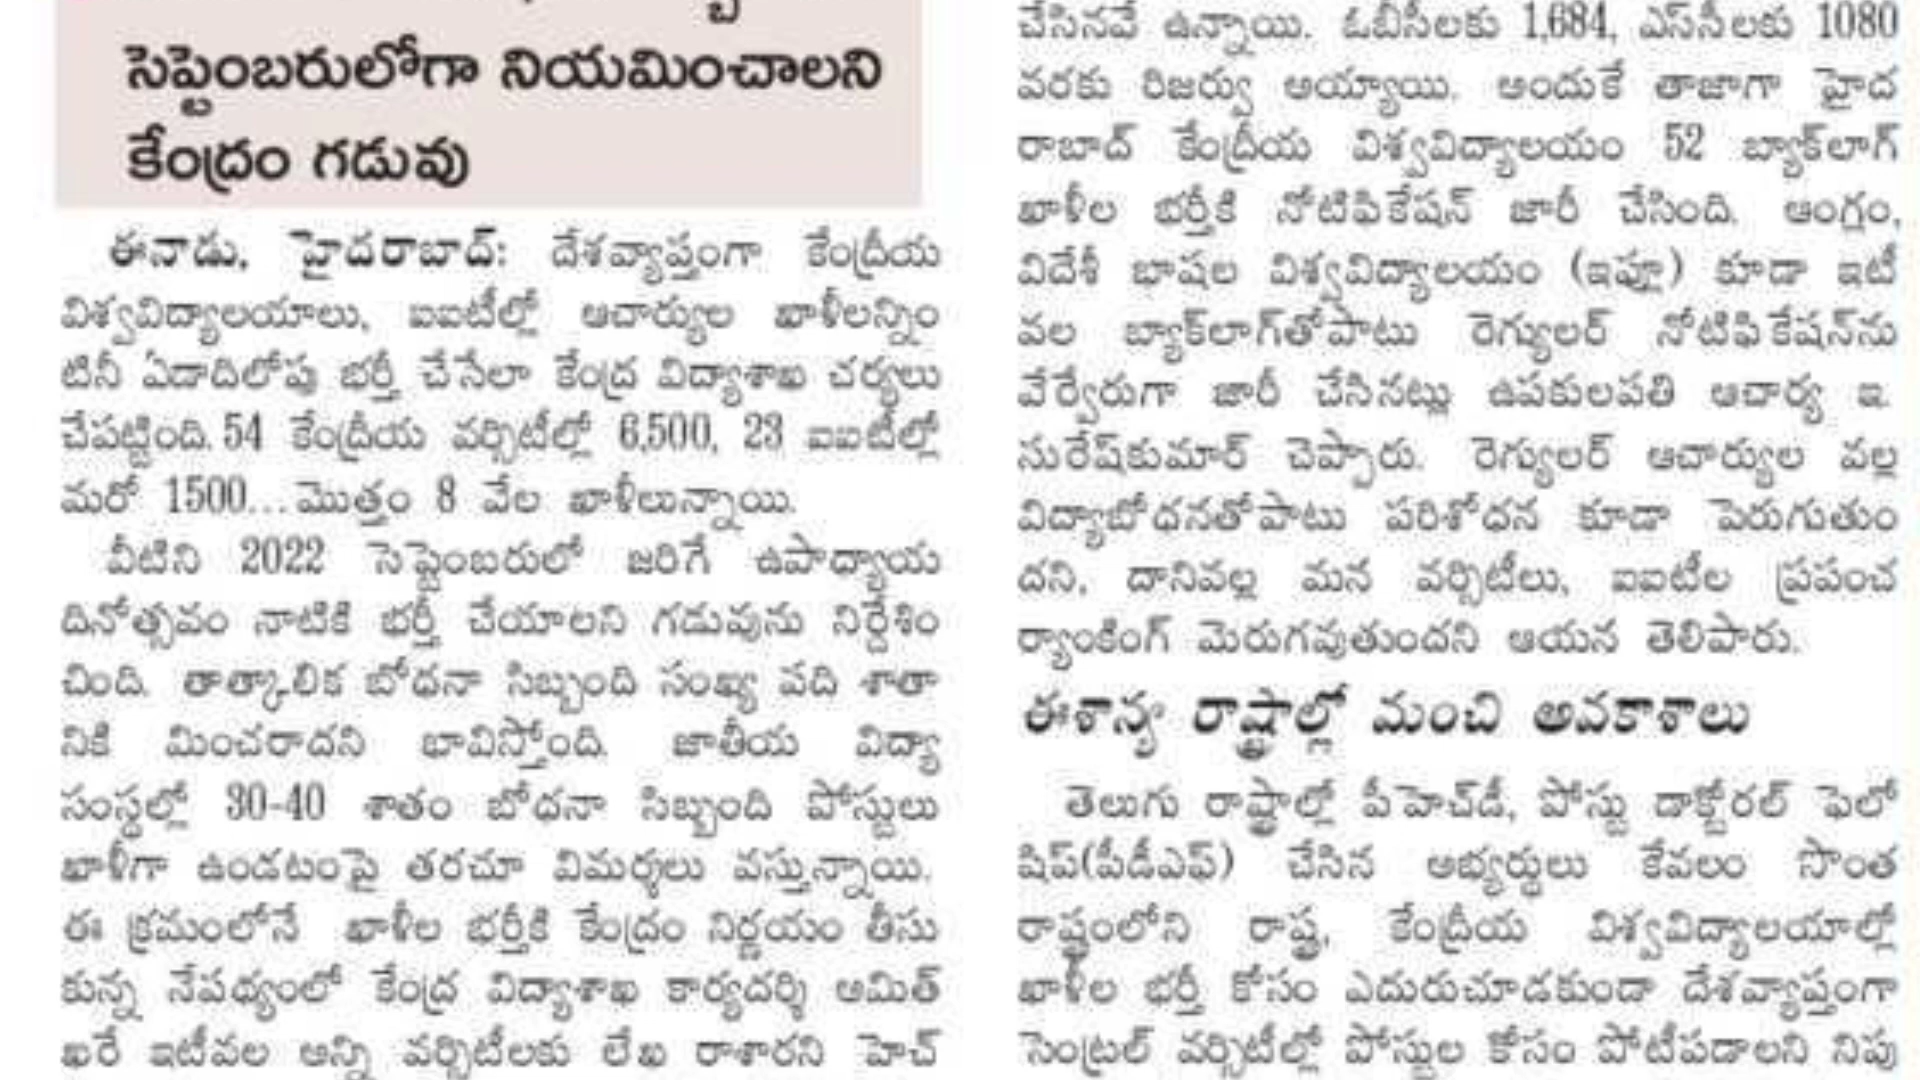 సెప్టెంబరులోగా నియమించాలని
కేంద్రం గడువు
ఈనాడు, హైదరాబాద్: దేశవ్యాప్తంగా కేంద్రీయ
విశ్వవిద్యాలయాలు, ఐఐటీల్లో ఆచార్యుల ఖాళీలన్నిం
టినీ ఏడాదిలోపు భర్తీ చేసేలా కేంద్ర విద్యాశాఖ చర్యలు
చేపట్టింది. 54 కేంద్రీయ వర్సిటీల్లో 6,500, 23 ఐఐటీల్లో
మరో 1500...మొత్తం 8 వేల ఖాళీలున్నాయి.
వీటిని 2022 సెప్టెంబరులో జరిగే ఉపాధ్యాయ
దినోత్సవం నాటికి భర్తీ చేయాలని గడువును నిర్దేశిం
చింది. తాత్కాలిక బోధనా సిబ్బంది సంఖ్య పది శాతా
నికి మించరాదని భావిస్తోంది. జాతీయ విద్యా
సంస్థల్లో 30-40 శాతం బోధనా సిబ్బంది పోస్టులు
ఖాళీగా ఉండటంపై తరచూ విమర్శలు వస్తున్నాయి.
ఈ క్రమంలోనే ఖాళీల భర్తీకి కేంద్రం నిర్ణయం తీసు
కున్న నేపథ్యంలో కేంద్ర విద్యాశాఖ కార్యదర్శి అమిత్
ఖరే ఇటీవల అన్ని వర్సిటీలకు లేఖ రాశారని హెచ్
చేసినవే ఉన్నాయి. ఓబీసీలకు 1,684, ఎస్‌సీలకు 1080
వరకు రిజర్వు అయ్యాయి. అందుకే తాజాగా హైద
రాబాద్ కేంద్రీయ విశ్వవిద్యాలయం 52 బ్యాక్‌లాగ్
ఖాళీల భర్తీకి నోటిఫికేషన్ జారీ చేసింది. ఆంగ్లం,
విదేశీ భాషల విశ్వవిద్యాలయం (ఇఫ్లూ) కూడా ఇటీ
వల బ్యాక్‌లాగ్‌తోపాటు రెగ్యులర్ నోటిఫికేషన్‌ను
వేర్వేరుగా జారీ చేసినట్లు ఉపకులపతి ఆచార్య ఇ.
సురేష్‌కుమార్ చెప్పారు. రెగ్యులర్ ఆచార్యుల వల్ల
విద్యాబోధనతోపాటు పరిశోధన కూడా పెరుగుతుం
దని, దానివల్ల మన వర్సిటీలు, ఐఐటీల ప్రపంచ
ర్యాంకింగ్ మెరుగవుతుందని ఆయన తెలిపారు.
ఈశాన్య రాష్ట్రాల్లో మంచి అవకాశాలు
తెలుగు రాష్ట్రాల్లో పీహెచ్‌డీ, పోస్టు డాక్టోరల్ ఫెలో
షిప్(పీడీఎఫ్) చేసిన అభ్యర్థులు కేవలం సొంత
రాష్ట్రంలోని రాష్ట్ర, కేంద్రీయ విశ్వవిద్యాలయాల్లో
ఖాళీల భర్తీ కోసం ఎదురుచూడకుండా దేశవ్యాప్తంగా
సెంట్రల్ వర్సిటీల్లో పోస్టుల కోసం పోటీపడాలని నిపు